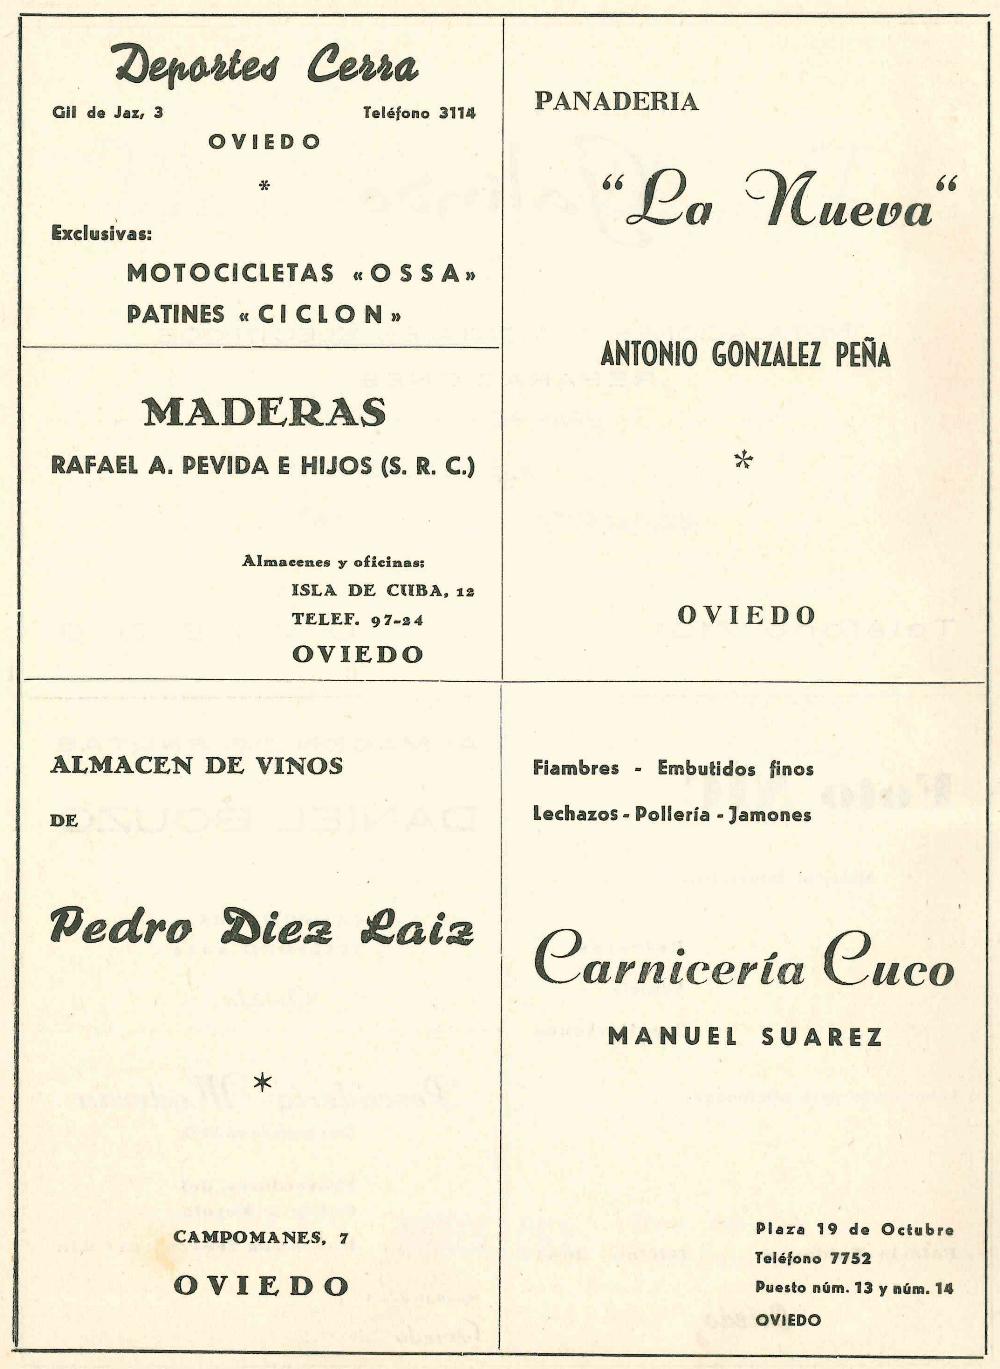 Deportes Cerra
Gil de Jaz, 3 Teléfono 3114
OVIEDO
*
Exclusivas:
MOTOCICLETAS «OSSA»
PATINES «CICLON»
MADERAS
RAFAEL A. PEVIDA E HIJOS (S. R. C.)
Almacenes y oficinas:
ISLA DE CUBA, 12
TELEF. 97-24
OVIEDO
PANADERIA
“La Nueva“
ANTONIO GONZALEZ PEÑA
*
OVIEDO
ALMACEN DE VINOS
DE
Pedro Diez Laiz
*
CAMPOMANES, 7
OVIEDO
Fiambres - Embutidos finos
Lechazos - Pollería - Jamones
Carnicería Cuco
MANUEL SUAREZ
Plaza 19 de Octubre
Teléfono 7752
Puesto núm. 13 y núm. 14
OVIEDO